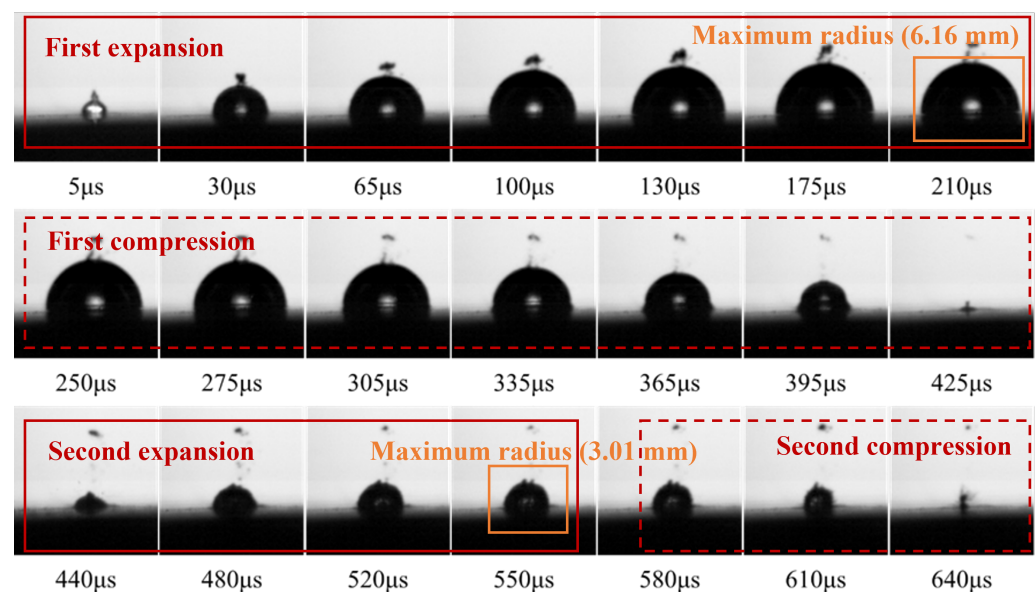 First expansion
Maximum radius (6.16 mm)
5μs 30μs 65μs 100μs 130μs 175μs 210μs
First compression
250μs 275μs 305μs 335μs 365μs 395μs 425μs
Second expansion
Maximum radius (3.01 mm)
Second compression
440μs 480μs 520μs 550μs 580μs 610μs 640μs